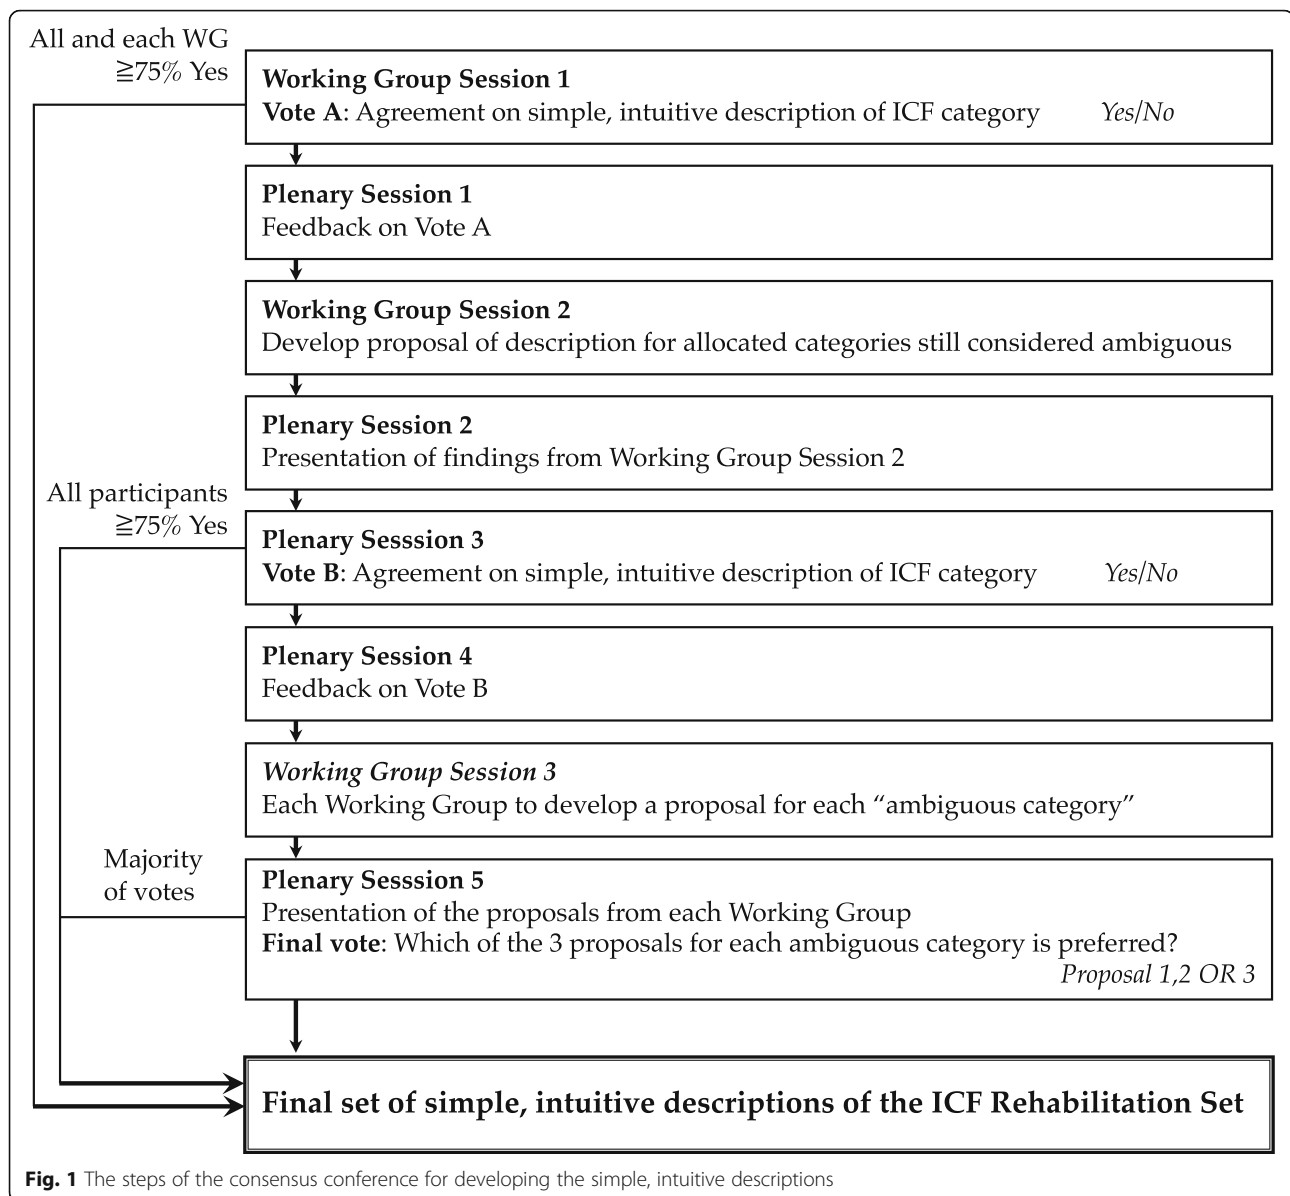 All and each WG
≧75% Yes
Working Group Session 1
Vote A: Agreement on simple, intuitive description of ICF category Yes/No
Plenary Session 1
Feedback on Vote A
Working Group Session 2
Develop proposal of description for allocated categories still considered ambiguous
Plenary Session 2
Presentation of findings from Working Group Session 2
All participants
≧75% Yes
Plenary Sesssion 3
Vote B: Agreement on simple, intuitive description of ICF category Yes/No
Plenary Session 4
Feedback on Vote B
Working Group Session 3
Each Working Group to develop a proposal for each “ambiguous category”
Majority
of votes
Plenary Sesssion 5
Presentation of the proposals from each Working Group
Final vote: Which of the 3 proposals for each ambiguous category is preferred?
Proposal 1,2 OR 3
Final set of simple, intuitive descriptions of the ICF Rehabilitation Set
Fig. 1 The steps of the consensus conference for developing the simple, intuitive descriptions